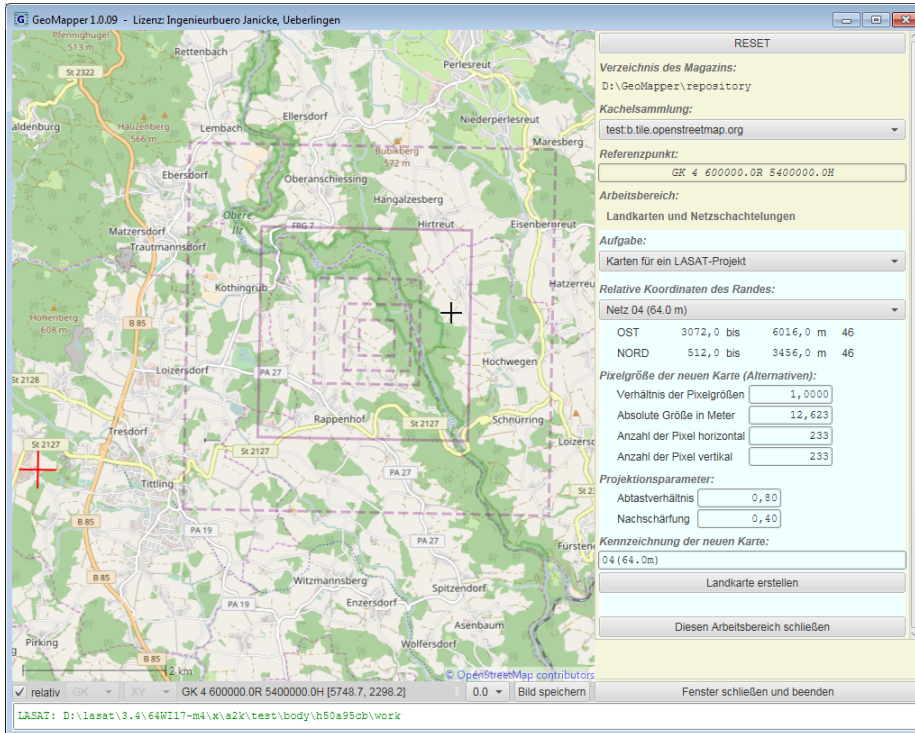 GeoMapper 1.0.09 - Lizenz: Ingenieurbuero Janicke, Ueberlingen
Pfennighügel
513 m
Rettenbach
Perlesreut
St 2322
Ellersdorf
Hauzenberg
566 m
Lembach
Niederperlesreut
Maresberg
Bubikberg
572 m
Ebersdorf
Oberanschiessing
Hangalzesberg
Obere
Ilz
FRG 7
Hirtreut
Eisenbernreut
Matzersdorf
Trautmannsdorf
Kothingrub
Hatzerreu
Höhenberg
608 m
B 85
Hochwegen
Loizersdorf
PA 27
St 2128
Rappenhof
St 2127
Schnürring
Tresdorf
St 2127
St 2127
Loizersd
Tittling
PA 27
B 85
PA 19
PA 27
Fürstene
B 85
Witzmannsberg
Spitzendorf
PA 19
Enzersdorf
Asenbaum
Wolfersdorf
Pirking
B 85
2 km
© OpenStreetMap contributors
RESET
Verzeichnis des Magazins:
D:\GeoMapper\repository
Kachelsammlung:
test:b.tile.openstreetmap.org
Referenzpunkt:
GK 4 600000.0R 5400000.0H
Arbeitsbereich:
Landkarten und Netzschachtelungen
Aufgabe:
Karten für ein LASAT-Projekt
Relative Koordinaten des Randes:
Netz 04 (64.0 m)
OST 3072,0 bis 6016,0 m 46
NORD 512,0 bis 3456,0 m 46
Pixelgröße der neuen Karte (Alternativen):
Verhältnis der Pixelgrößen 1,0000
Absolute Größe in Meter 12,623
Anzahl der Pixel horizontal 233
Anzahl der Pixel vertikal 233
Projektionsparameter:
Abtastverhältnis 0,80
Nachschärfung 0,40
Kennzeichnung der neuen Karte:
04(64.0m)
Landkarte erstellen
Diesen Arbeitsbereich schließen
relativ GK XY GK 4 600000.0R 5400000.0H [5748.7, 2298.2] 0.0 Bild speichern Fenster schließen und beenden
LASAT: D:\lasat\3.4\64WI17-m4\x\a2k\test\body\h50a95cb\work